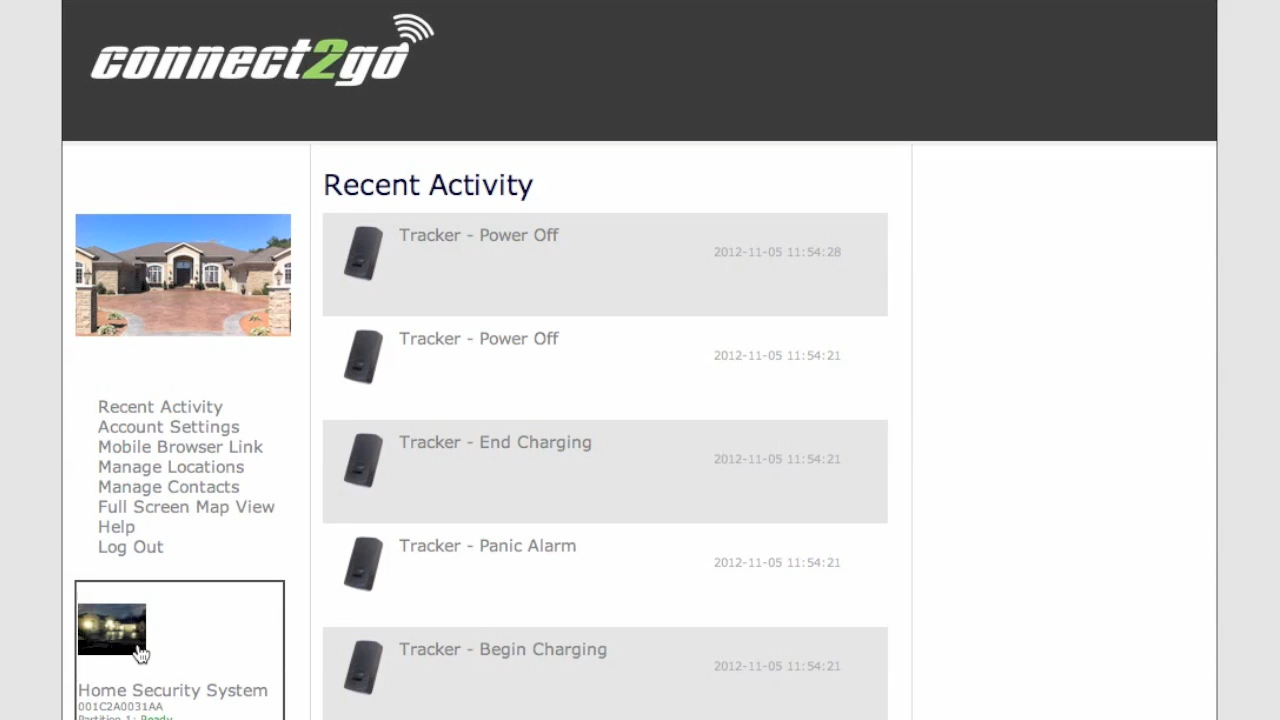 connect2go
Recent Activity
Tracker - Power Off
2012-11-05 11:54:28
Tracker - Power Off
2012-11-05 11:54:21
Tracker - End Charging
2012-11-05 11:54:21
Tracker - Panic Alarm
2012-11-05 11:54:21
Tracker - Begin Charging
2012-11-05 11:54:21
Recent Activity
Account Settings
Mobile Browser Link
Manage Locations
Manage Contacts
Full Screen Map View
Help
Log Out
Home Security System
001C2A0031AA
Partition 1: Ready